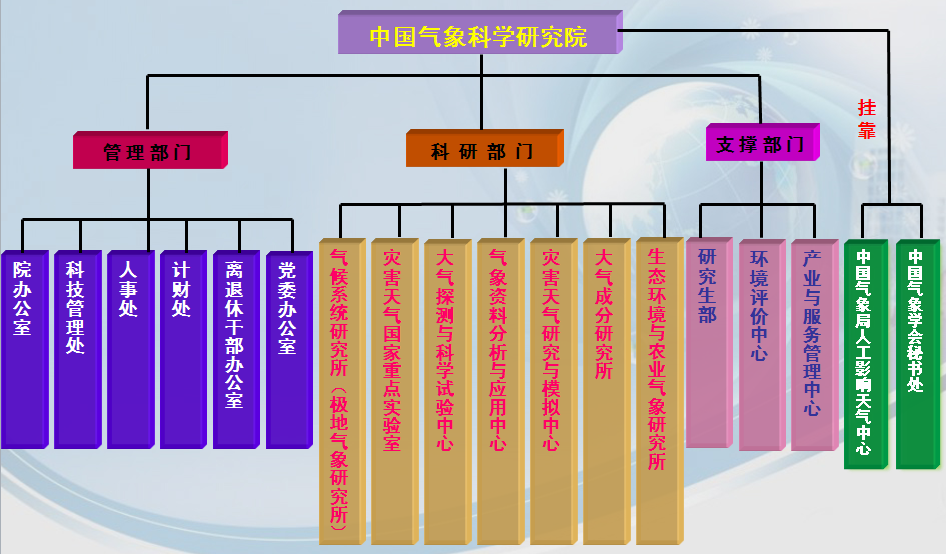 中国气象科学研究院
挂靠
管理部门
科研部门
支撑部门
院办公室
科技管理处
人事处
计财处
离退休干部办公室
党委办公室
气候系统研究所（极地气象研究所）
灾害天气国家重点实验室
大气探测与科学试验中心
气象资料分析与应用中心
灾害天气研究与模拟中心
大气成分研究所
生态环境与农业气象研究所
研究生部
环境评价中心
产业与服务管理中心
中国气象局人工影响天气中心
中国气象学会秘书处